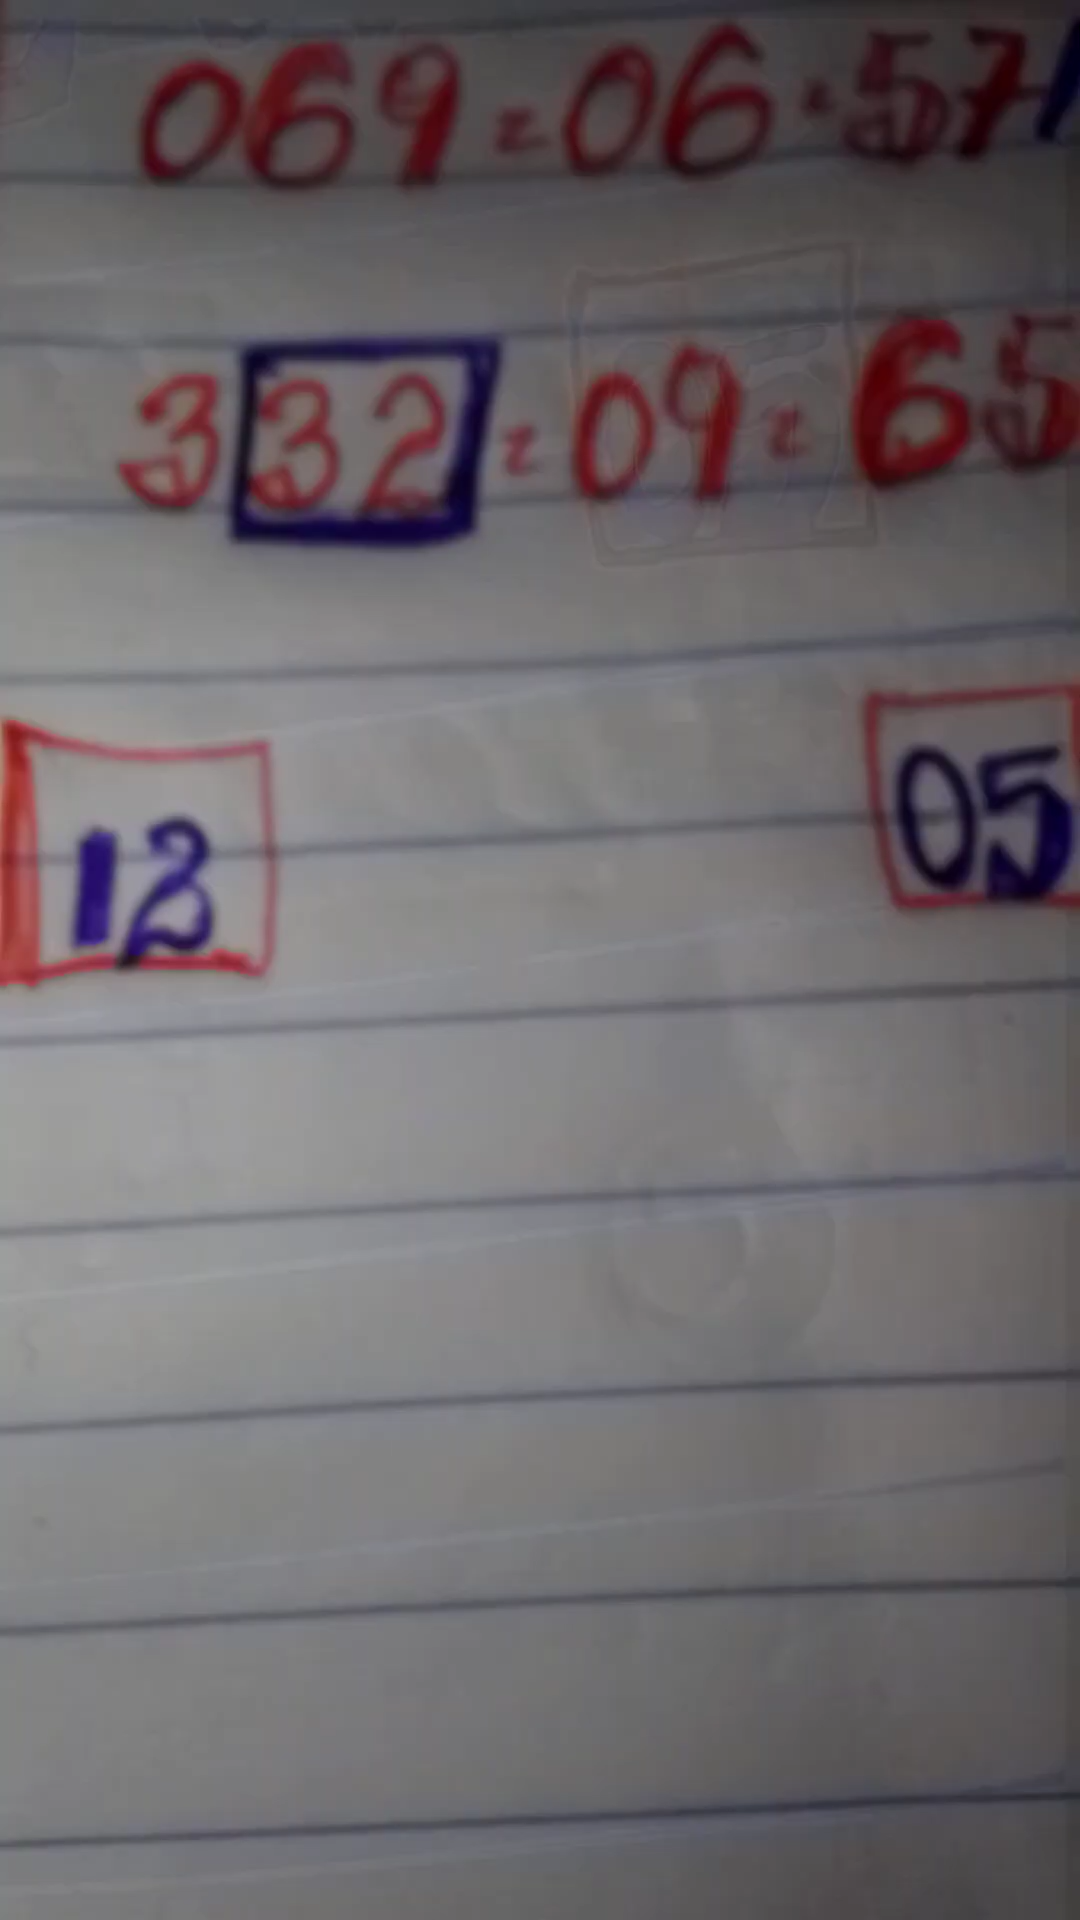 069 = 06 = 57
332 = 09 = 65
12 05